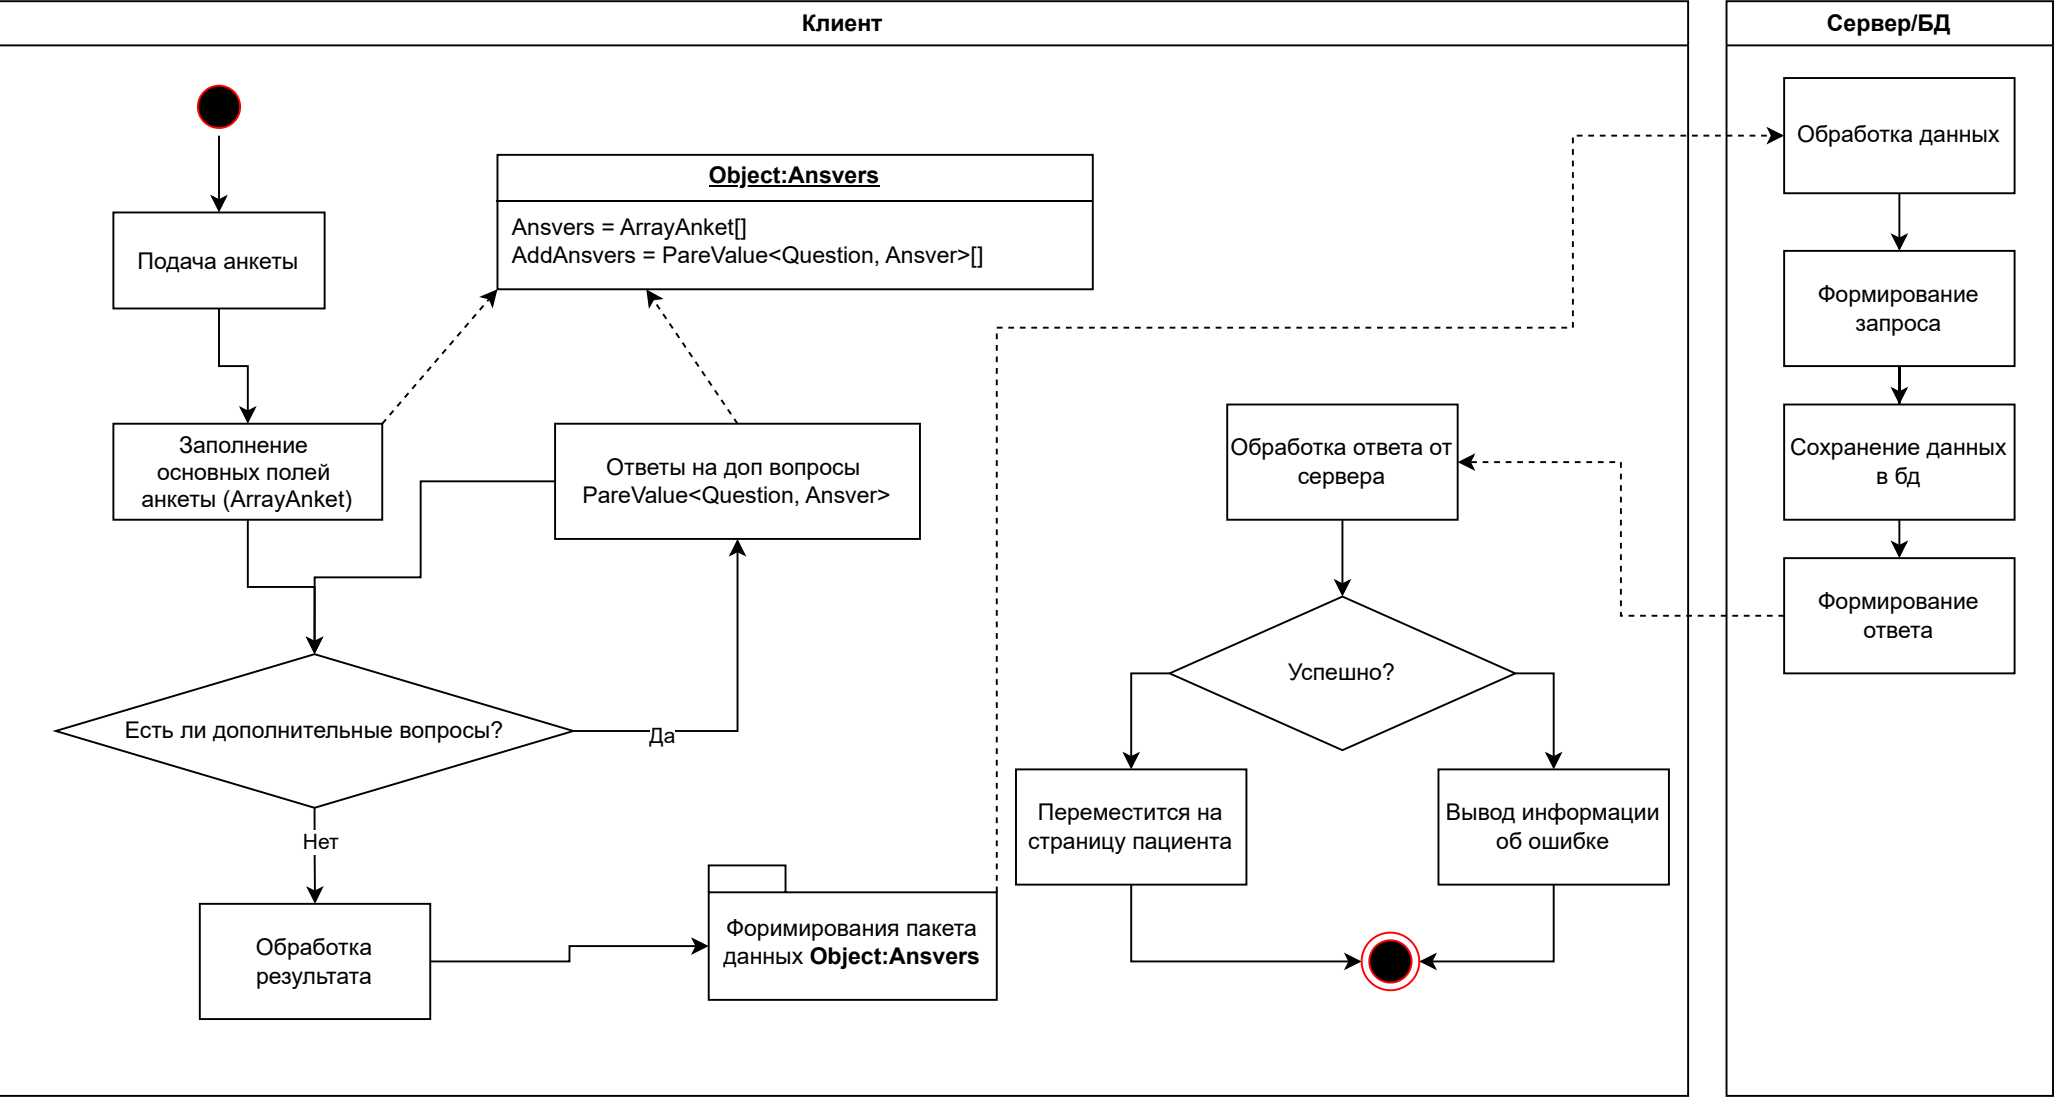 Клиент
Сервер/БД
Обработка данных
Object:Ansvers
Ansvers = ArrayAnket[]
AddAnsvers = PareValue<Question, Ansver>[]
Подача анкеты
Формирование
запроса
Заполнение
основных полей
анкеты (ArrayAnket)
Ответы на доп вопросы
PareValue<Question, Ansver>
Обработка ответа от
сервера
Сохранение данных
в бд
Формирование
ответа
Успешно?
Есть ли дополнительные вопросы?
Да
Нет
Переместится на
страницу пациента
Вывод информации
об ошибке
Форимирования пакета
данных Object:Ansvers
Обработка
результата